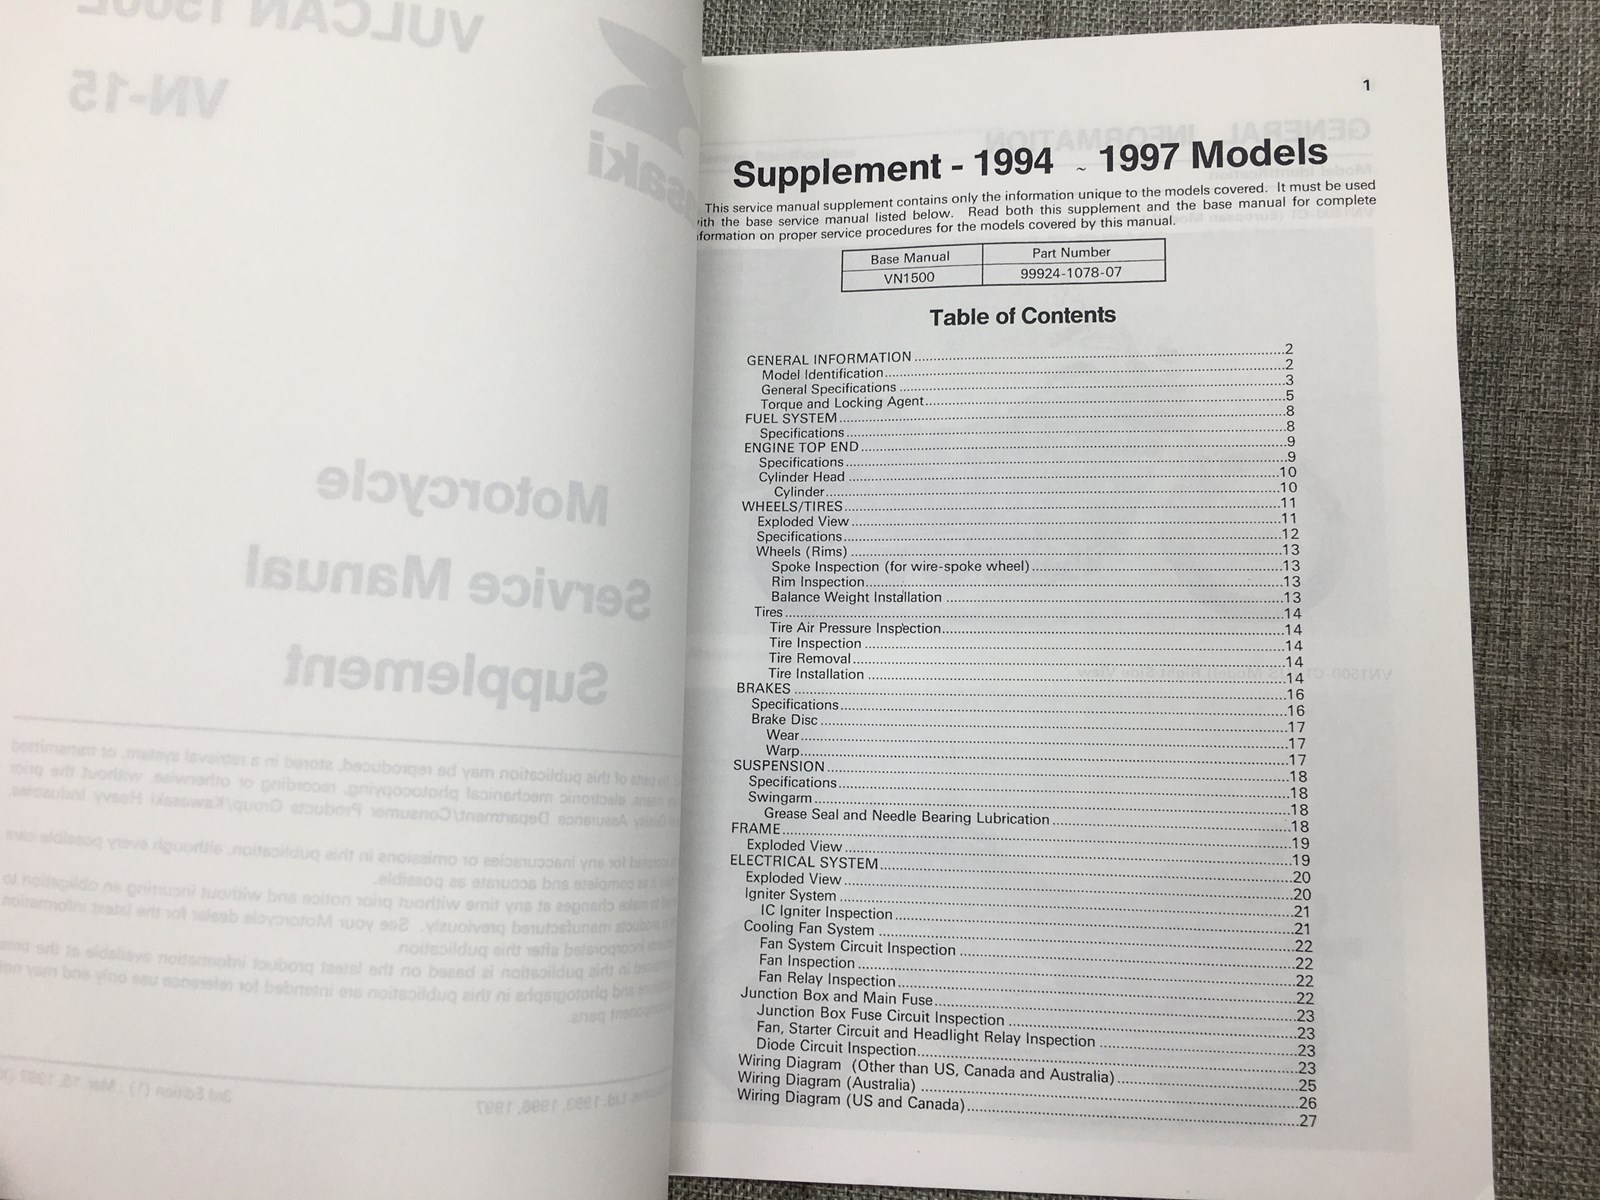 VULCAN
VN-15
Motorcycle
Service Manual
Supplement
1
Supplement - 1994 ~ 1997 Models
This service manual supplement contains only the information unique to the models covered. It must be used
the base service manual listed below. Read both this supplement and the base manual for complete
on proper service procedures for the models covered by this manual.
Base Manual Part Number
VN1500 99924-1078-07
Table of Contents
GENERAL INFORMATION 2
Model Identification 2
General Specifications 3
Torque and Locking Agent 5
FUEL SYSTEM 8
Specifications 8
ENGINE TOP END 9
Specifications 9
Cylinder Head 10
Cylinder 10
WHEELS/TIRES 11
Exploded View 11
Specifications 12
Wheels (Rims) 13
Spoke Inspection (for wire-spoke wheel) 13
Rim Inspection 13
Balance Weight Installation 13
Tires 14
Tire Air Pressure Inspection 14
Tire Inspection 14
Tire Removal 14
Tire Installation 14
BRAKES 16
Specifications 16
Brake Disc 17
Wear 17
Warp 17
SUSPENSION 18
Specifications 18
Swingarm 18
Grease Seal and Needle Bearing Lubrication 18
FRAME 19
Exploded View 19
ELECTRICAL SYSTEM 20
Exploded View 20
Igniter System 21
IC Igniter Inspection 21
Cooling Fan System 22
Fan System Circuit Inspection 22
Fan Inspection 22
Fan Relay Inspection 22
Junction Box and Main Fuse 23
Junction Box Fuse Circuit Inspection 23
Fan, Starter Circuit and Headlight Relay Inspection 23
Diode Circuit Inspection 23
Wiring Diagram (Other than US, Canada and Australia) 25
Wiring Diagram (Australia) 26
Wiring Diagram (US and Canada) 27